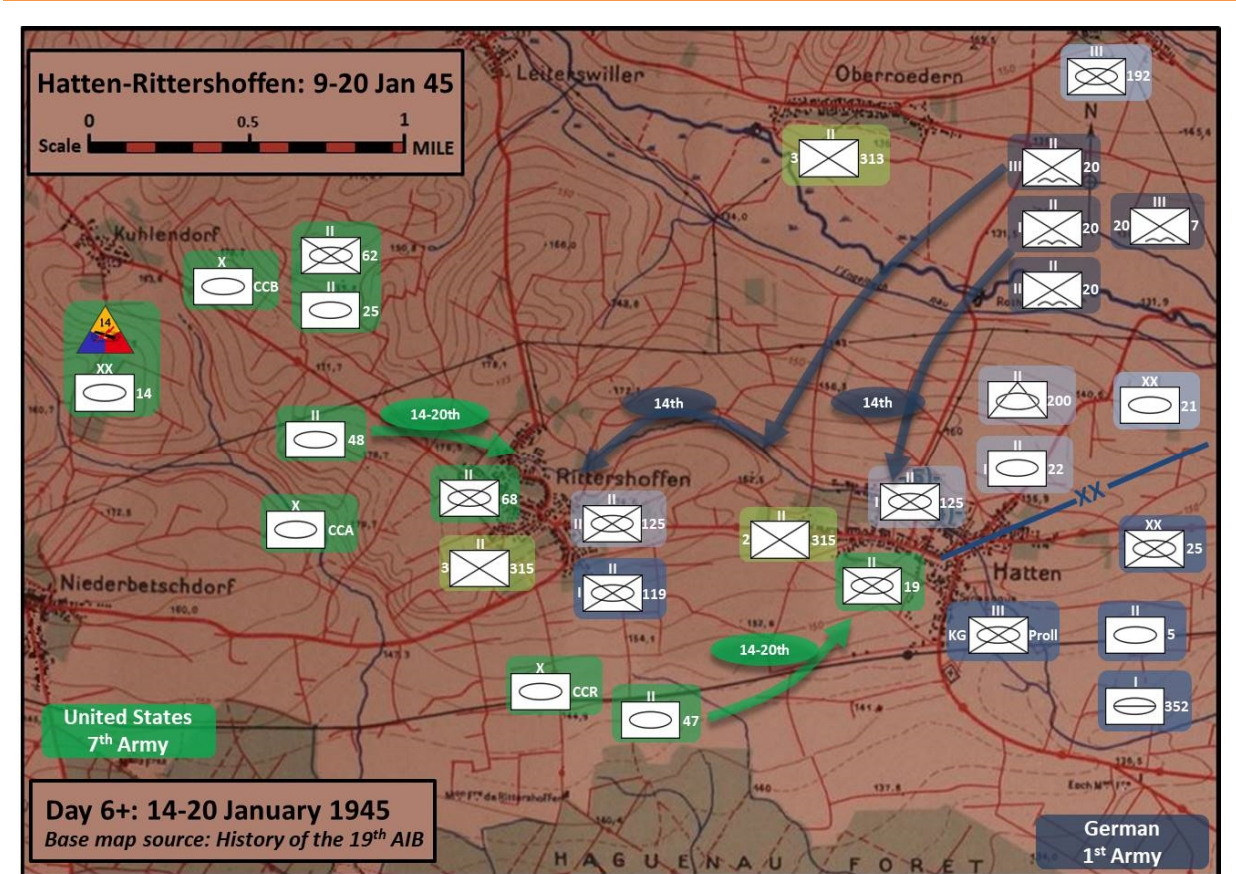 Hatten-Rittershoffen: 9-20 Jan 45
0 0.5 1
Scale MILE
Leiterswiller
Oberroedern
III
192
N
II
3 313
II
III 20
II
I 20
III
20 7
II
II 20
Kuhlendorf
X
CCB
II
62
II
25
14
XX
14
II
48
14-20th
14th
14th
II
200
XX
21
II
I 22
XX
Rittershoffen
II
68
II
II 125
II
I 125
X
CCA
II
3 315
II
2 315
II
I 119
II
19
Hatten
XX
25
Niederbetschdorf
III
KG Proll
II
5
I
352
14-20th
X
CCR
II
47
United States
7th Army
Day 6+: 14-20 January 1945
Base map source: History of the 19th AIB
German
1st Army
HAGUENAU FORET